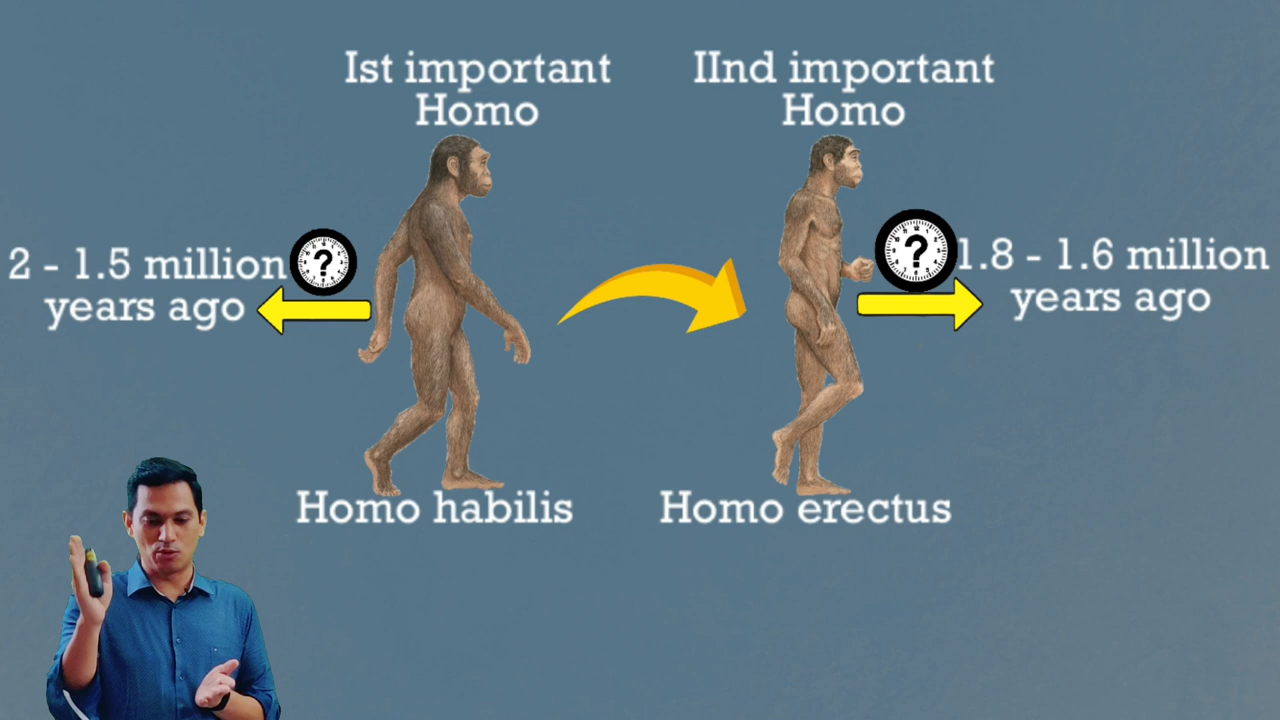 Ist important
Homo
IInd important
Homo
2 - 1.5 million
years ago
?
?
1.8 - 1.6 million
years ago
Homo habilis
Homo erectus